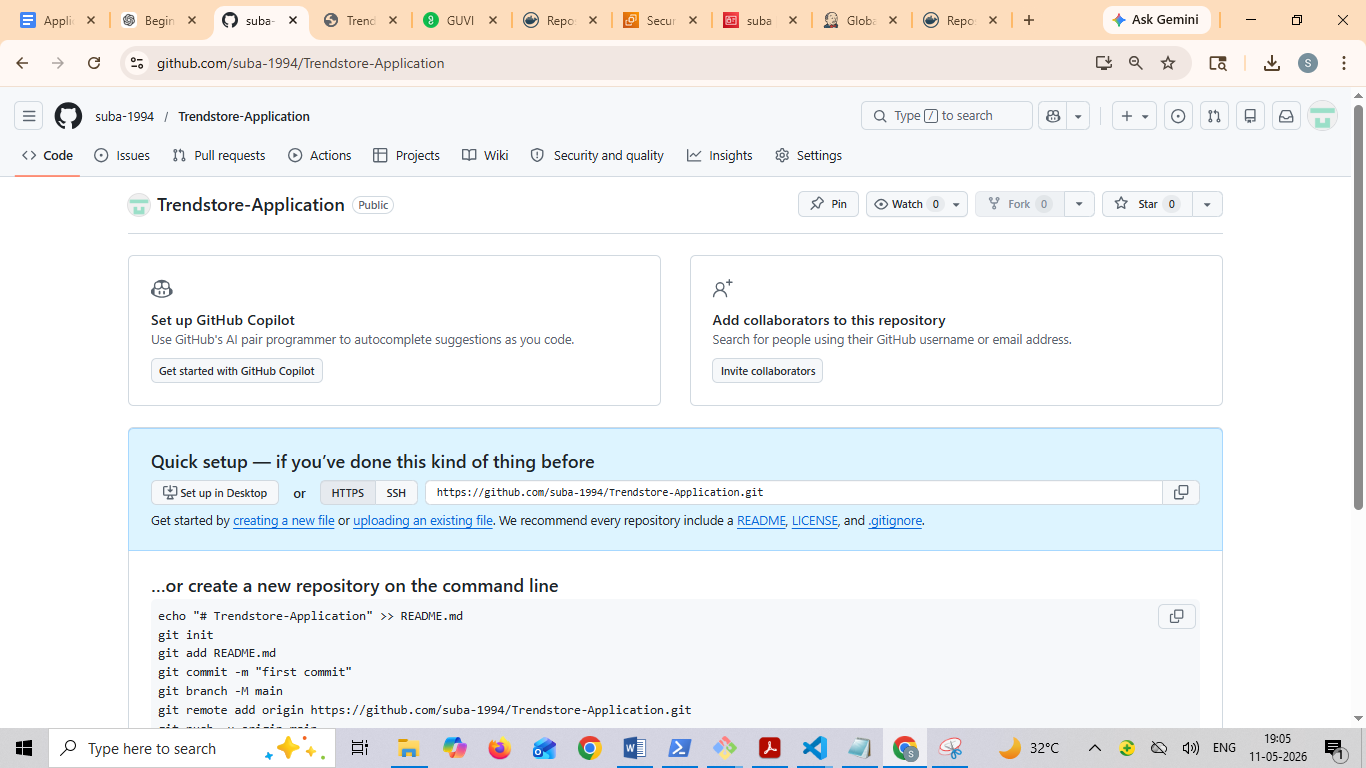 Appli
Begin
suba-
Trend
GUVI
Repo
Secur
suba
Globa
Repo
Ask Gemini
github.com/suba-1994/Trendstore-Application
S
suba-1994 / Trendstore-Application
Type / to search
Code
Issues
Pull requests
Actions
Projects
Wiki
Security and quality
Insights
Settings
Trendstore-Application Public
Pin
Watch 0
Fork 0
Star 0
Set up GitHub Copilot
Use GitHub's AI pair programmer to autocomplete suggestions as you code.
Get started with GitHub Copilot
Add collaborators to this repository
Search for people using their GitHub username or email address.
Invite collaborators
Quick setup — if you’ve done this kind of thing before
Set up in Desktop or HTTPS SSH https://github.com/suba-1994/Trendstore-Application.git
Get started by creating a new file or uploading an existing file. We recommend every repository include a README, LICENSE, and .gitignore.
…or create a new repository on the command line
echo "# Trendstore-Application" >> README.md
git init
git add README.md
git commit -m "first commit"
git branch -M main
git remote add origin https://github.com/suba-1994/Trendstore-Application.git
git push -u origin main
Type here to search
32°C
ENG
19:05
11-05-2026
1